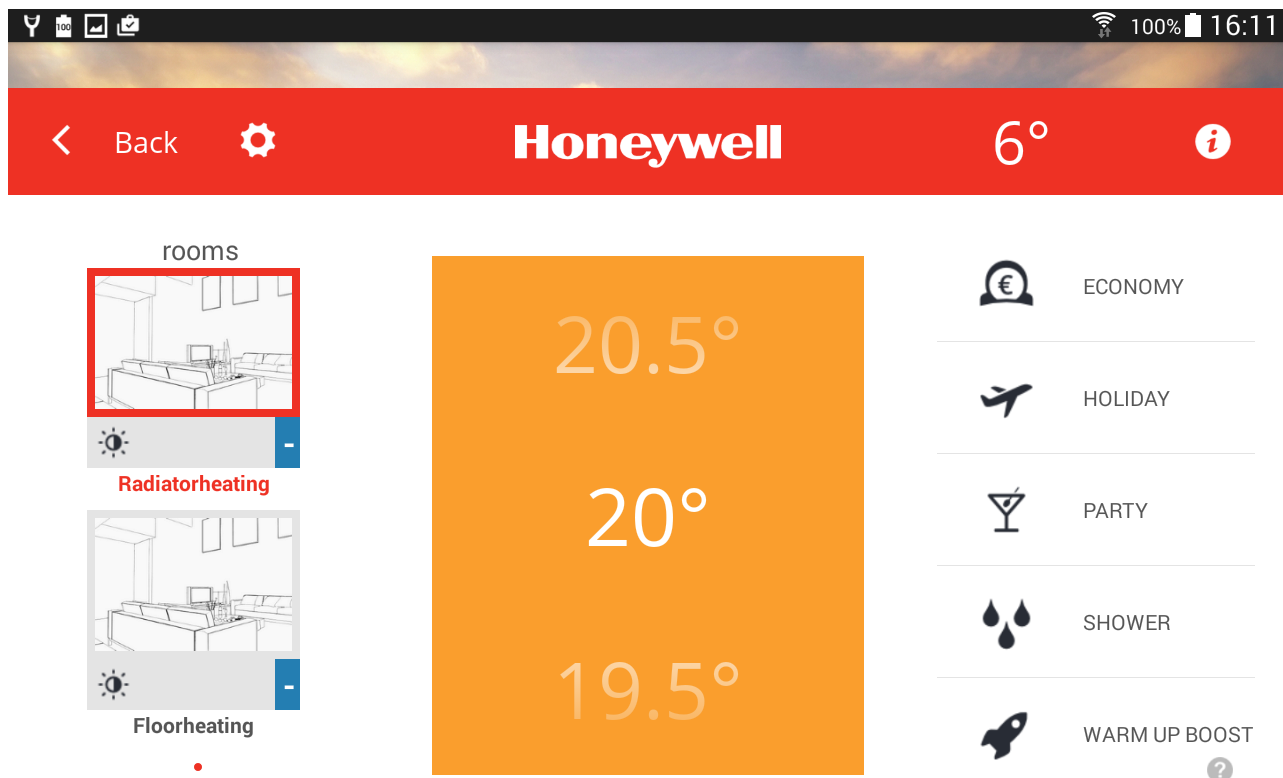 100
100% 16:11
Back
Honeywell
6°
i
rooms
-
Radiatorheating
-
Floorheating
20.5°
20°
19.5°
€
ECONOMY
HOLIDAY
PARTY
SHOWER
WARM UP BOOST
?